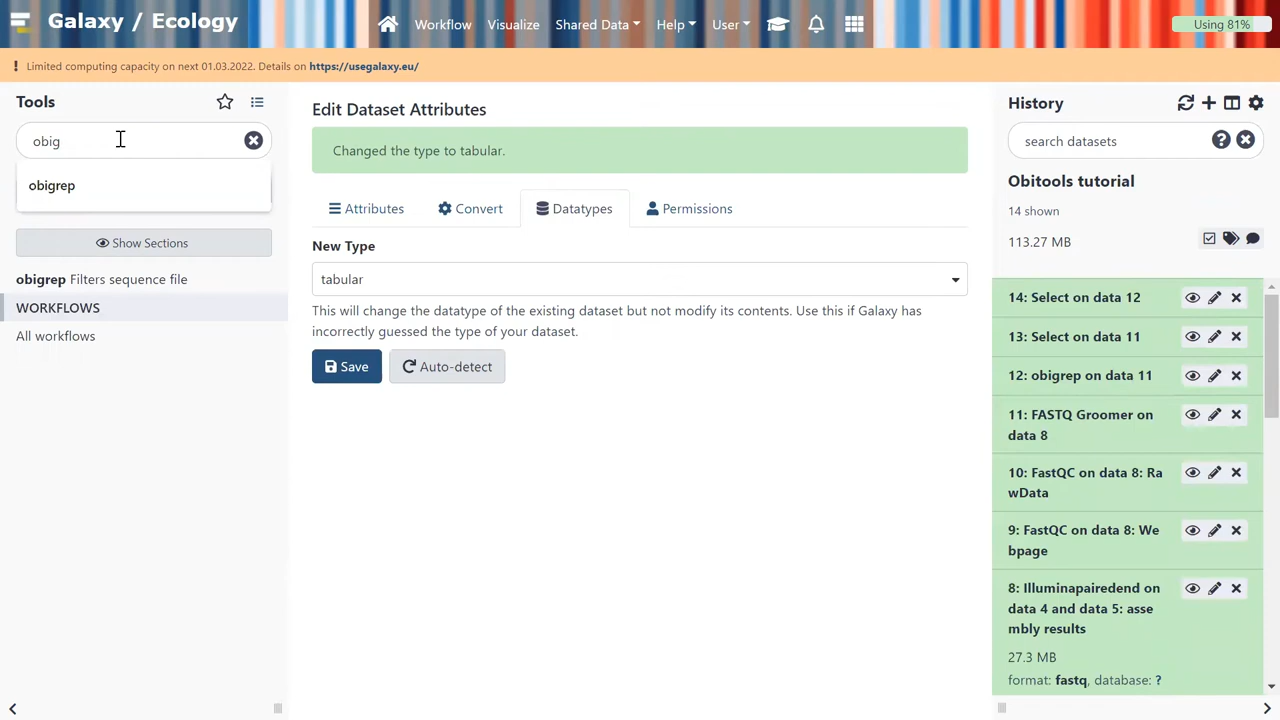 Galaxy / Ecology
Workflow
Visualize
Shared Data
Help
User
Using 81%
! Limited computing capacity on next 01.03.2022. Details on https://usegalaxy.eu/
Tools
obig
obigrep
Show Sections
obigrep Filters sequence file
WORKFLOWS
All workflows
Edit Dataset Attributes
Changed the type to tabular.
Attributes
Convert
Datatypes
Permissions
New Type
tabular
This will change the datatype of the existing dataset but not modify its contents. Use this if Galaxy has
incorrectly guessed the type of your dataset.
Save
Auto-detect
History
search datasets
Obitools tutorial
14 shown
113.27 MB
14: Select on data 12
13: Select on data 11
12: obigrep on data 11
11: FASTQ Groomer on
data 8
10: FastQC on data 8: Ra
wData
9: FastQC on data 8: We
bpage
8: Illuminapairedend on
data 4 and data 5: asse
mbly results
27.3 MB
format: fastq, database: ?